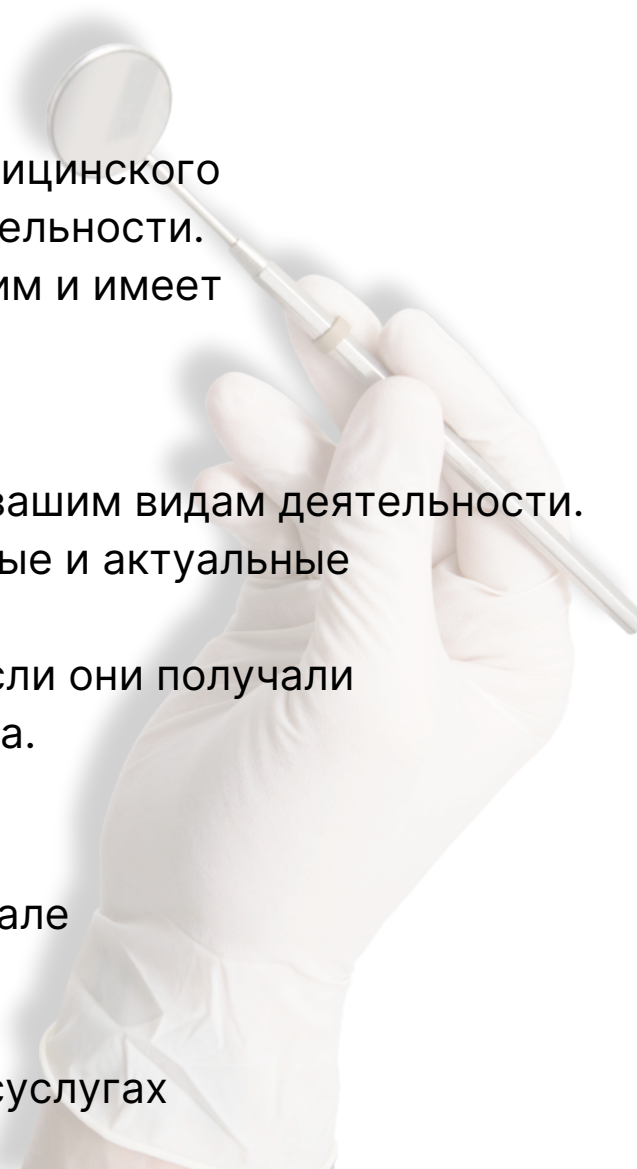 ицинского
ельности.
им и имеет
вашим видам деятельности.
ые и актуальные
сли они получали
а.
але
суслугах